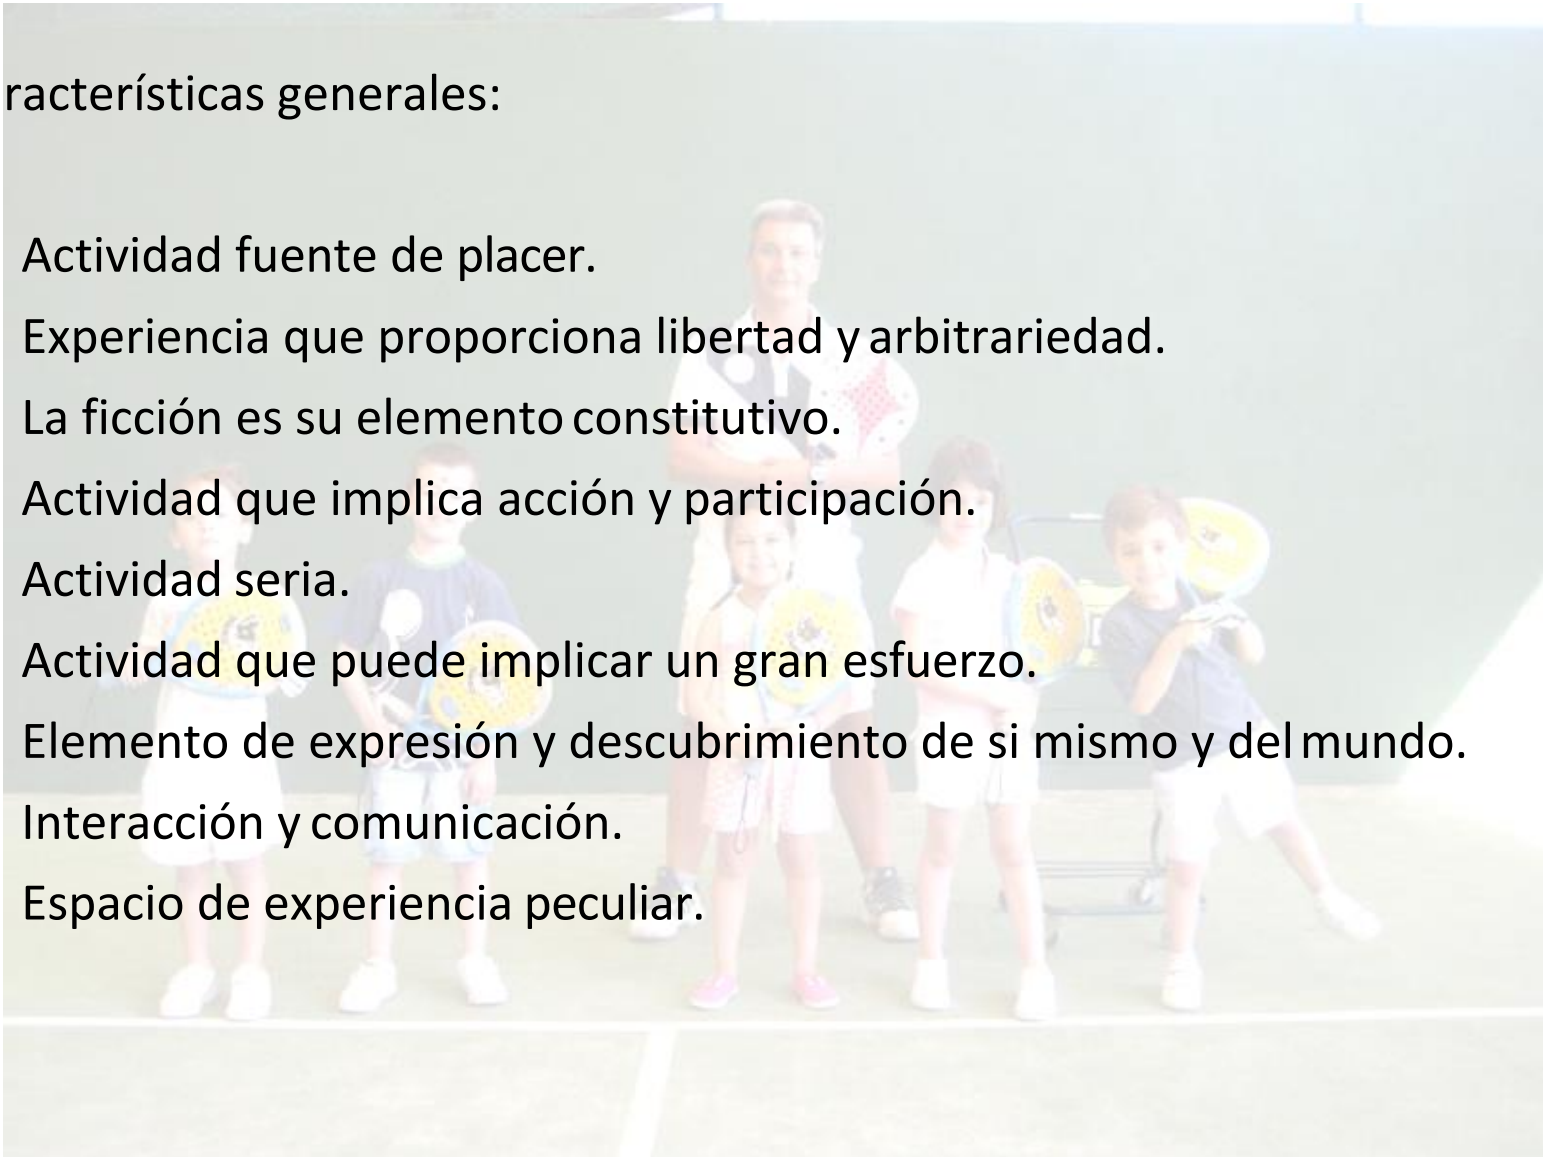 racterísticas generales:
Actividad fuente de placer.
Experiencia que proporciona libertad y arbitrariedad.
La ficción es su elemento constitutivo.
Actividad que implica acción y participación.
Actividad seria.
Actividad que puede implicar un gran esfuerzo.
Elemento de expresión y descubrimiento de si mismo y del mundo.
Interacción y comunicación.
Espacio de experiencia peculiar.